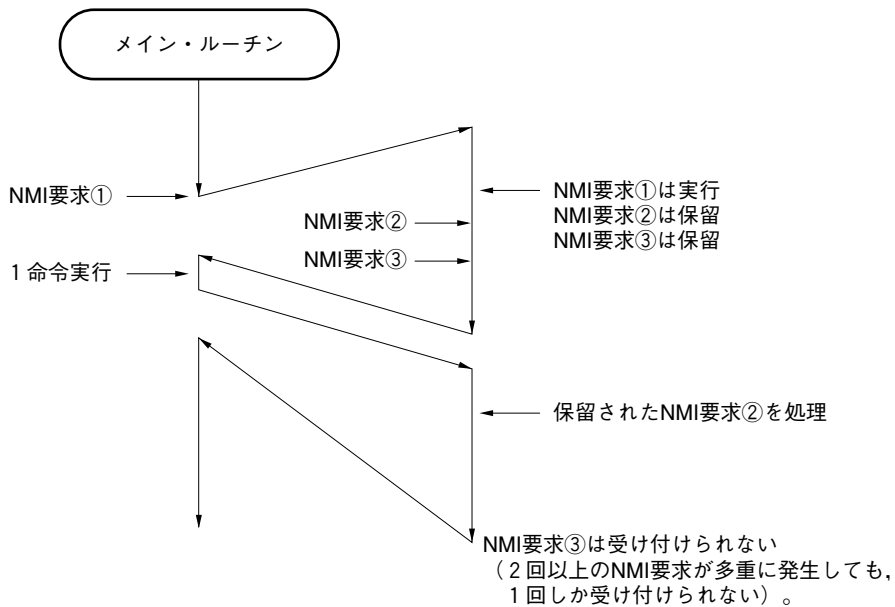 メイン・ルーチン
NMI要求①
NMI要求①は実行
NMI要求②は保留
NMI要求③は保留
NMI要求②
NMI要求③
1命令実行
保留されたNMI要求②を処理
NMI要求③は受け付けられない
(2回以上のNMI要求が多重に発生しても,
1回しか受け付けられない)。